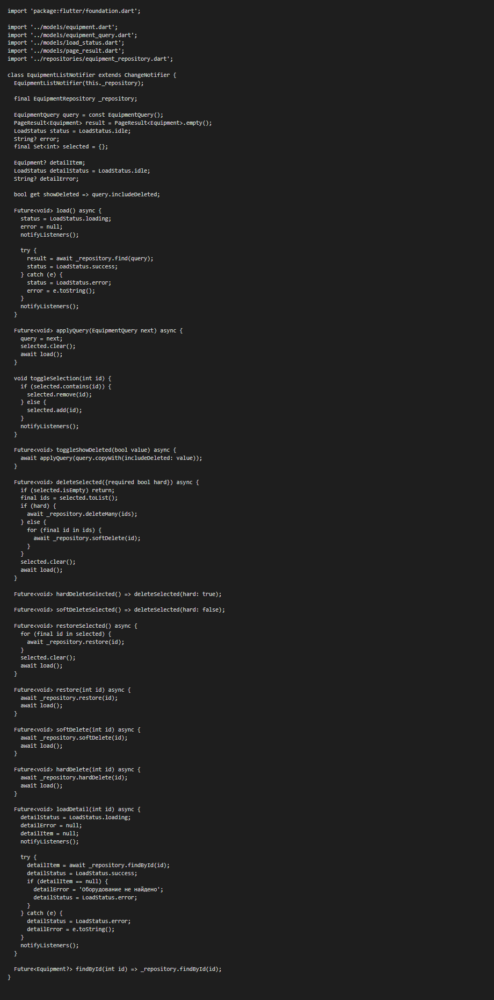 import 'package:flutter/foundation.dart';

import '../models/equipment.dart';
import '../models/equipment_query.dart';
import '../models/load_status.dart';
import '../models/page_result.dart';
import '../repositories/equipment_repository.dart';

class EquipmentListNotifier extends ChangeNotifier {
  EquipmentListNotifier(this._repository);

  final EquipmentRepository _repository;

  EquipmentQuery query = const EquipmentQuery();
  PageResult<Equipment> result = PageResult<Equipment>.empty();
  LoadStatus status = LoadStatus.idle;
  String? error;
  final Set<int> selected = {};

  Equipment? detailItem;
  LoadStatus detailStatus = LoadStatus.idle;
  String? detailError;

  bool get showDeleted => query.includeDeleted;

  Future<void> load() async {
    status = LoadStatus.loading;
    error = null;
    notifyListeners();

    try {
      result = await _repository.find(query);
      status = LoadStatus.success;
    } catch (e) {
      status = LoadStatus.error;
      error = e.toString();
    }
    notifyListeners();
  }

  Future<void> applyQuery(EquipmentQuery next) async {
    query = next;
    selected.clear();
    await load();
  }

  void toggleSelection(int id) {
    if (selected.contains(id)) {
      selected.remove(id);
    } else {
      selected.add(id);
    }
    notifyListeners();
  }

  Future<void> toggleShowDeleted(bool value) async {
    await applyQuery(query.copyWith(includeDeleted: value));
  }

  Future<void> deleteSelected({required bool hard}) async {
    if (selected.isEmpty) return;
    final ids = selected.toList();
    if (hard) {
      await _repository.deleteMany(ids);
    } else {
      for (final id in ids) {
        await _repository.softDelete(id);
      }
    }
    selected.clear();
    await load();
  }

  Future<void> hardDeleteSelected() => deleteSelected(hard: true);

  Future<void> softDeleteSelected() => deleteSelected(hard: false);

  Future<void> restoreSelected() async {
    for (final id in selected) {
      await _repository.restore(id);
    }
    selected.clear();
    await load();
  }

  Future<void> restore(int id) async {
    await _repository.restore(id);
    await load();
  }

  Future<void> softDelete(int id) async {
    await _repository.softDelete(id);
    await load();
  }

  Future<void> hardDelete(int id) async {
    await _repository.hardDelete(id);
    await load();
  }

  Future<void> loadDetail(int id) async {
    detailStatus = LoadStatus.loading;
    detailError = null;
    detailItem = null;
    notifyListeners();

    try {
      detailItem = await _repository.findById(id);
      detailStatus = LoadStatus.success;
      if (detailItem == null) {
        detailError = 'Оборудование не найдено';
        detailStatus = LoadStatus.error;
      }
    } catch (e) {
      detailStatus = LoadStatus.error;
      detailError = e.toString();
    }
    notifyListeners();
  }

  Future<Equipment?> findById(int id) => _repository.findById(id);
}